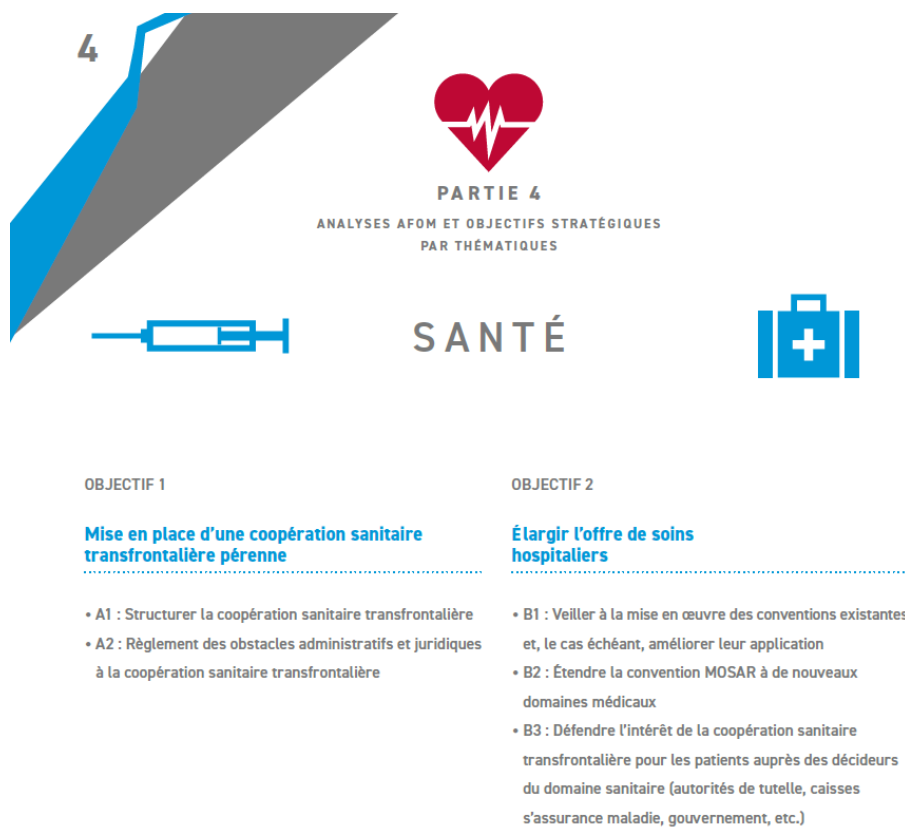 4
PARTIE 4
ANALYSES AFOM ET OBJECTIFS STRATÉGIQUES
PAR THÉMATIQUES
SANTÉ
OBJECTIF 1
Mise en place d'une coopération sanitaire
transfrontalière pérenne
• A1 : Structurer la coopération sanitaire transfrontalière
• A2 : Règlement des obstacles administratifs et juridiques
à la coopération sanitaire transfrontalière
OBJECTIF 2
Élargir l'offre de soins
hospitaliers
• B1 : Veiller à la mise en œuvre des conventions existantes
et, le cas échéant, améliorer leur application
• B2 : Étendre la convention MOSAR à de nouveaux
domaines médicaux
• B3 : Défendre l'intérêt de la coopération sanitaire
transfrontalière pour les patients auprès des décideurs
du domaine sanitaire (autorités de tutelle, caisses
s'assurance maladie, gouvernement, etc.)